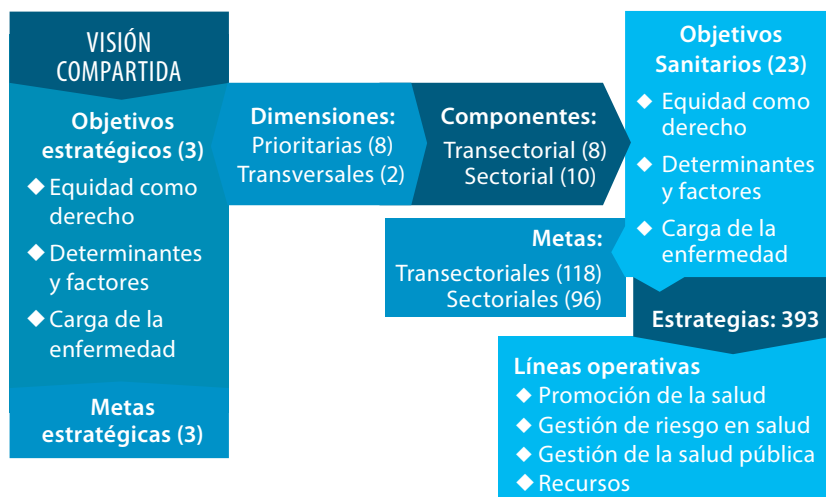 VISIÓN
COMPARTIDA
Objetivos
estratégicos (3)
◆ Equidad como
derecho
◆ Determinantes
y factores
◆ Carga de la
enfermedad
Metas
estratégicas (3)
Dimensiones:
Prioritarias (8)
Transversales (2)
Componentes:
Transectorial (8)
Sectorial (10)
Objetivos
Sanitarios (23)
◆ Equidad como
derecho
◆ Determinantes
y factores
◆ Carga de la
enfermedad
Metas:
Transectoriales (118)
Sectoriales (96)
Estrategias: 393
Líneas operativas
◆ Promoción de la salud
◆ Gestión de riesgo en salud
◆ Gestión de la salud pública
◆ Recursos